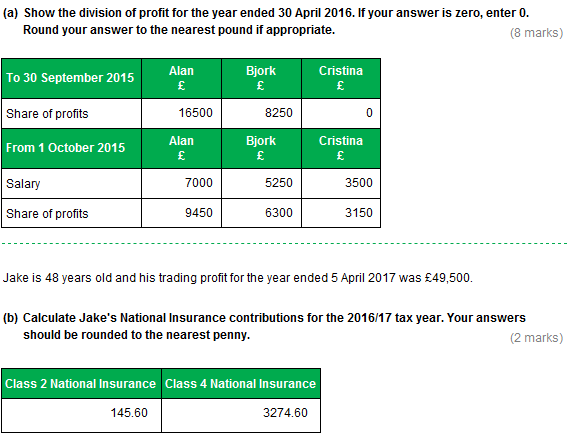 (a) Show the division of profit for the year ended 30 April 2016. If your answer is zero, enter 0.
Round your answer to the nearest pound if appropriate.
(8 marks)
To 30 September 2015 Alan £ Bjork £ Cristina £
Share of profits 16500 8250 0
From 1 October 2015 Alan £ Bjork £ Cristina £
Salary 7000 5250 3500
Share of profits 9450 6300 3150
Jake is 48 years old and his trading profit for the year ended 5 April 2017 was £49,500.
(b) Calculate Jake's National Insurance contributions for the 2016/17 tax year. Your answers
should be rounded to the nearest penny.
(2 marks)
Class 2 National Insurance Class 4 National Insurance
145.60 3274.60